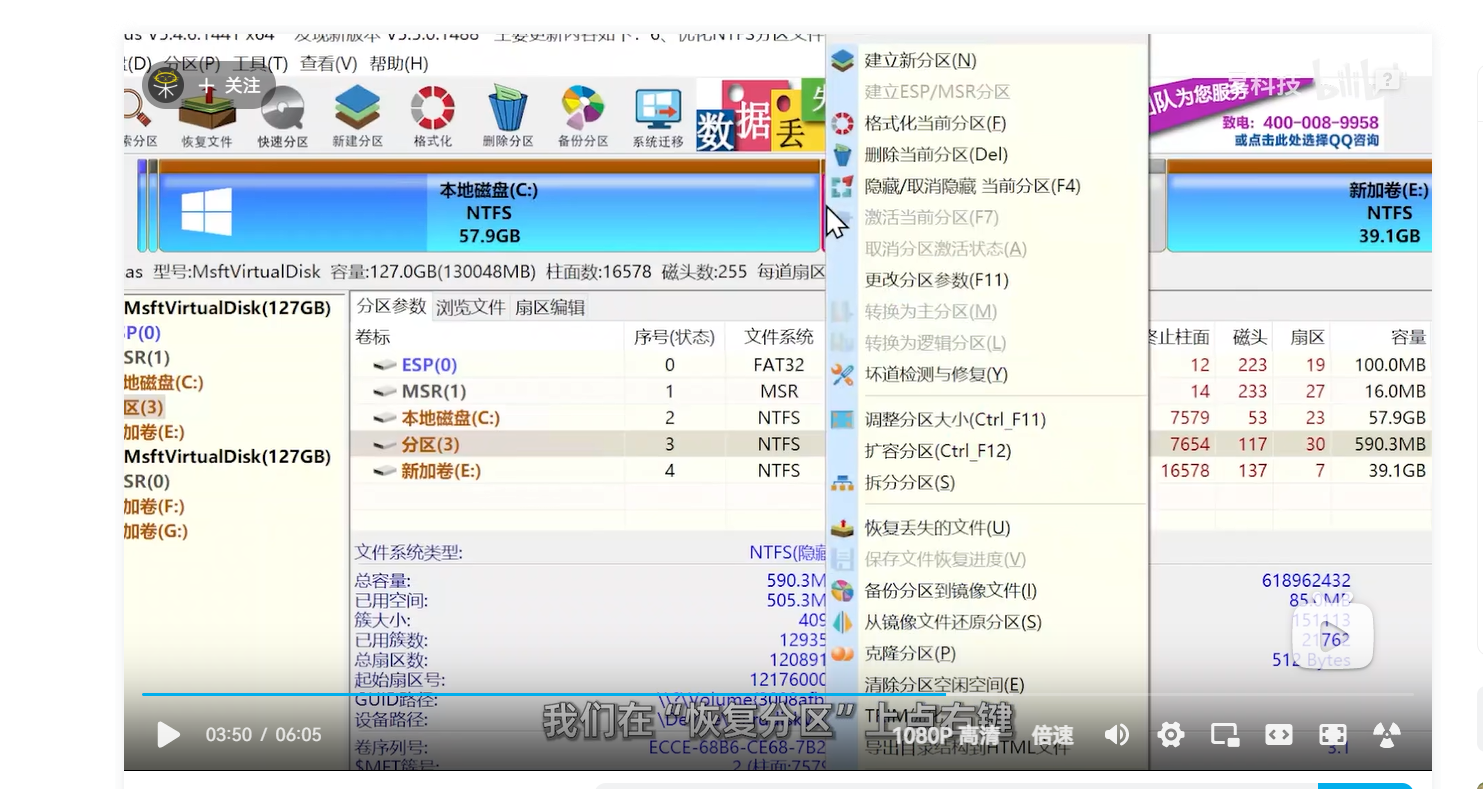 us V5.4.6.1441 x64 发现新版本 V5.5.0.1488 主要更新内容如下：6、优化NTFS分区文件
(D) 分区(P) 工具(T) 查看(V) 帮助(H)
+ 关注
索分区 恢复文件 快速分区 新建分区 格式化 删除分区 备份分区 系统迁移
数据丢失
团队为您服务
致电：400-008-9958
或点击此处选择QQ咨询
科技 bilibili
本地磁盘(C:)
NTFS
57.9GB
新加卷(E:)
NTFS
39.1GB
as 型号:MsftVirtualDisk 容量:127.0GB(130048MB) 柱面数:16578 磁头数:255 每道扇区
MsftVirtualDisk(127GB)
SP(0)
SR(1)
地磁盘(C:)
区(3)
加卷(E:)
MsftVirtualDisk(127GB)
SR(0)
加卷(F:)
加卷(G:)
分区参数 浏览文件 扇区编辑
卷标 序号(状态) 文件系统 终止柱面 磁头 扇区 容量
ESP(0) 0 FAT32 12 223 19 100.0MB
MSR(1) 1 MSR 14 233 27 16.0MB
本地磁盘(C:) 2 NTFS 7579 53 23 57.9GB
分区(3) 3 NTFS 7654 117 30 590.3MB
新加卷(E:) 4 NTFS 16578 137 7 39.1GB
文件系统类型: NTFS(隐藏
总容量: 590.3M 618962432
已用空间: 505.3M 85.0MB
簇大小: 409 151113
已用簇数: 12935 21762
总扇区数: 120891 512 Bytes
起始扇区号: 12176000
GUID路径: \\?\Volume{3008afb
设备路径:
卷序列号: ECCE-68B6-CE68-7B2 3.1
$MFT簇号: 2 (柱面:7579
建立新分区(N)
建立ESP/MSR分区
格式化当前分区(F)
删除当前分区(Del)
隐藏/取消隐藏 当前分区(F4)
激活当前分区(F7)
取消分区激活状态(A)
更改分区参数(F11)
转换为主分区(M)
转换为逻辑分区(L)
坏道检测与修复(Y)
调整分区大小(Ctrl_F11)
扩容分区(Ctrl_F12)
拆分分区(S)
恢复丢失的文件(U)
保存文件恢复进度(V)
备份分区到镜像文件(I)
从镜像文件还原分区(S)
克隆分区(P)
清除分区空闲空间(E)
导出目录结构到HTML文件
我们在“恢复分区”上点右键
03:50 / 06:05 1080P 高清 倍速